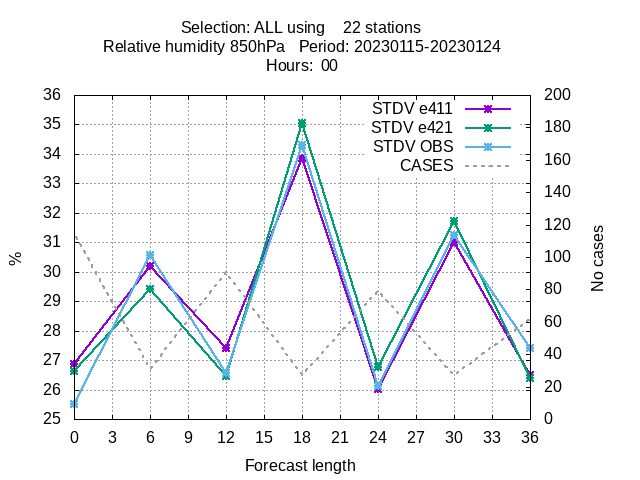 Selection: ALL using    22 stations
Relative humidity 850hPa   Period: 20230115-20230124
Hours:  00
36
35
34
33
32
31
30
29
28
27
26
25
%
STDV e411
STDV e421
STDV OBS
CASES
200
180
160
140
120
100
80
60
40
20
0
No cases
0 3 6 9 12 15 18 21 24 27 30 33 36
Forecast length